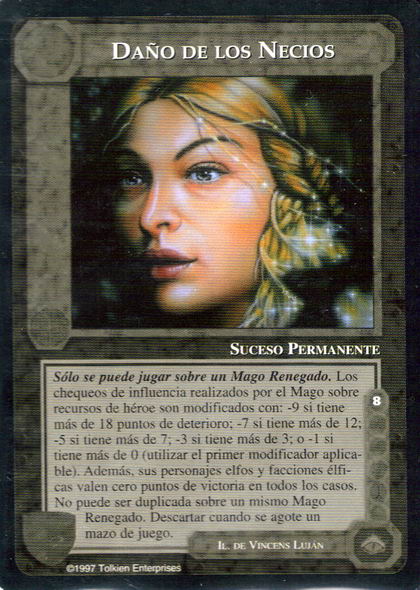 Daño de los Necios
Suceso Permanente
Sólo se puede jugar sobre un Mago Renegado. Los
chequeos de influencia realizados por el Mago sobre
recursos de héroe son modificados con: -9 si tiene
más de 18 puntos de deterioro; -7 si tiene más de 12;
-5 si tiene más de 7; -3 si tiene más de 3; o -1 si
tiene más de 0 (utilizar el primer modificador aplica-
ble). Además, sus personajes elfos y facciones élfi-
cas valen cero puntos de victoria en todos los casos.
No puede ser duplicada sobre un mismo Mago
Renegado. Descartar cuando se agote un
mazo de juego.
8
Il. de Vincens Luján
©1997 Tolkien Enterprises